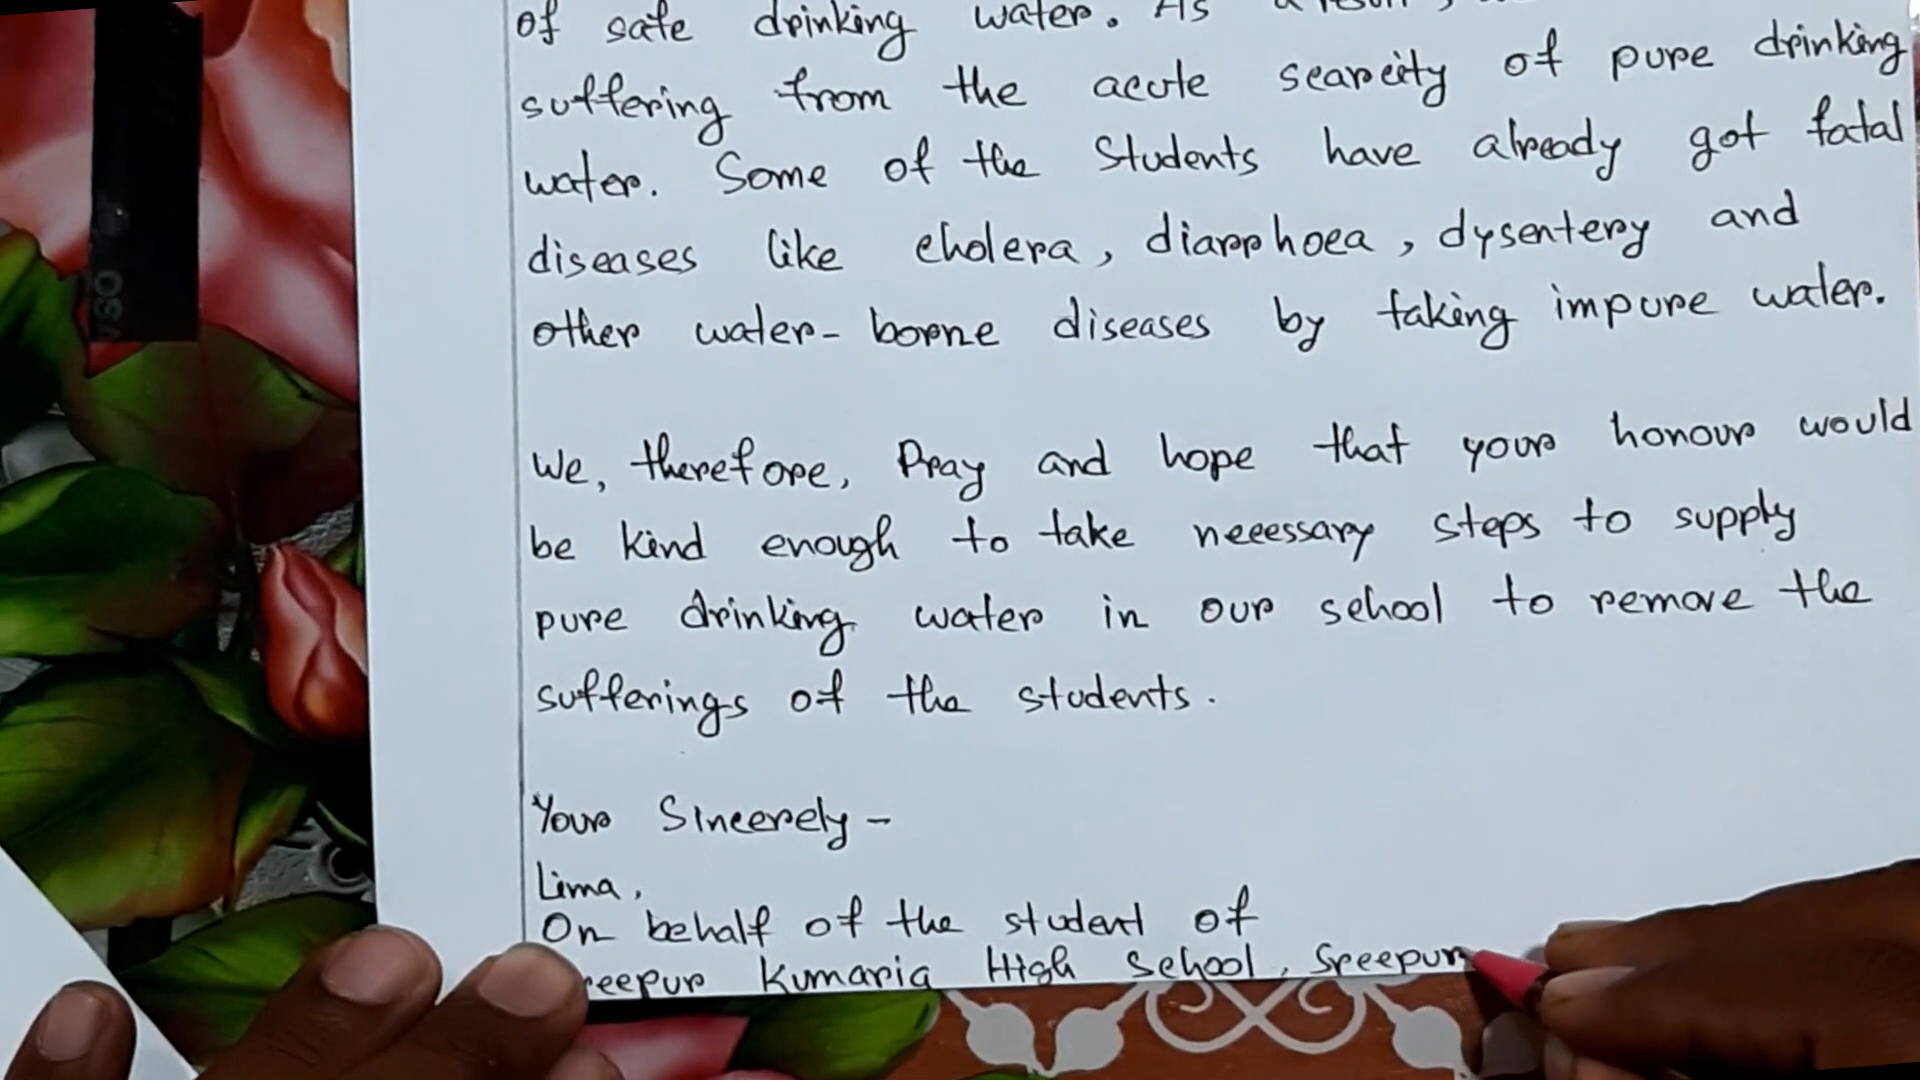 of safe drinking water. As a result,
suffering from the acute scarcity of pure drinking
water. Some of the Students have already got fatal
diseases like cholera, diarrhoea, dysentery and
other water-borne diseases by taking impure water.
We, therefore, Pray and hope that your honour would
be kind enough to take necessary steps to supply
pure drinking water in our school to remove the
sufferings of the students.
Your Sincerely-
Lima,
On behalf of the student of
Kumaria High School, Sreepur